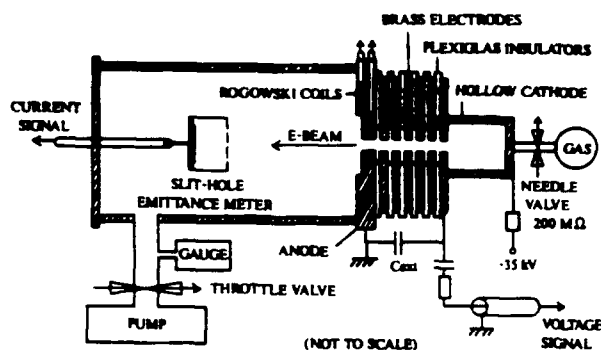 BRASS ELECTRODES
PLEXIGLAS INSULATORS
ROGOWSKI COILS
HOLLOW CATHODE
CURRENT
SIGNAL
E-BEAM
GAS
SLIT-HOLE
EMITTANCE METER
NEEDLE
VALVE
200 MΩ
ANODE
GAUGE
Cext
-35 kV
THROTTLE VALVE
PUMP
(NOT TO SCALE)
VOLTAGE
SIGNAL